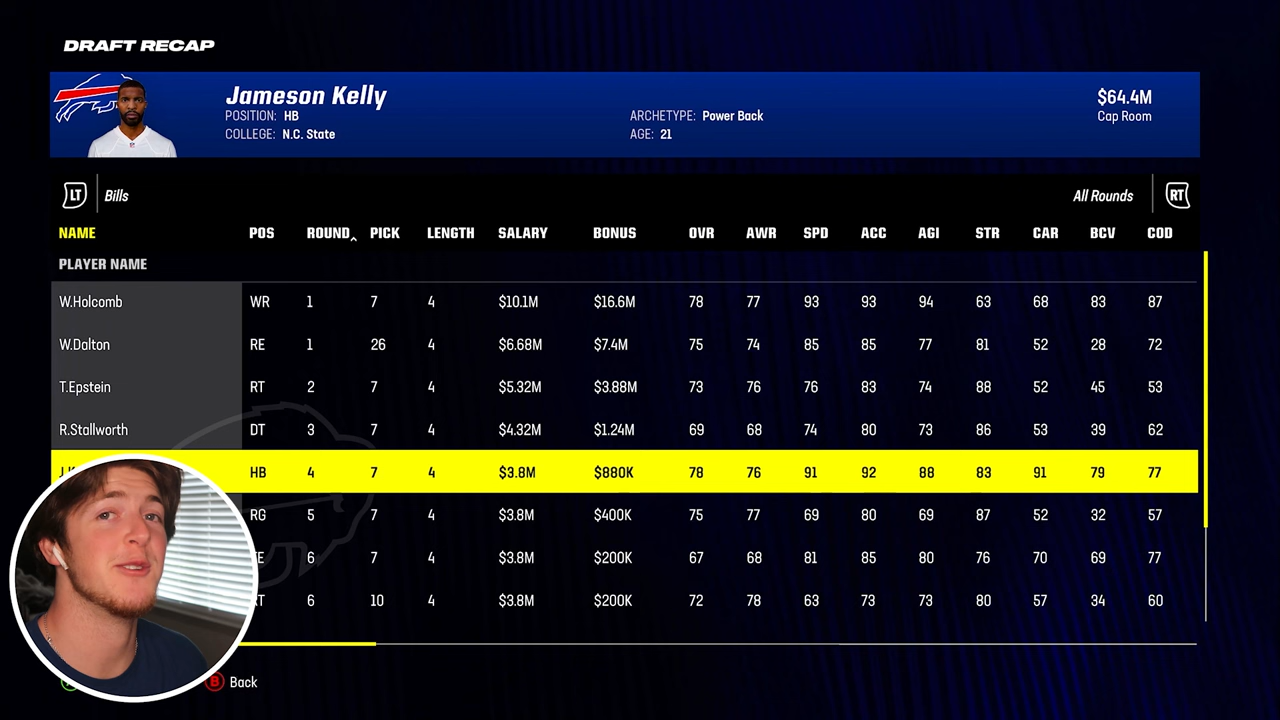 DRAFT RECAP
Jameson Kelly
POSITION: HB
COLLEGE: N.C. State
ARCHETYPE: Power Back
AGE: 21
$64.4M
Cap Room
LT Bills
All Rounds RT
NAME POS ROUND PICK LENGTH SALARY BONUS OVR AWR SPD ACC AGI STR CAR BCV COD
PLAYER NAME
W.Holcomb WR 1 7 4 $10.1M $16.6M 78 77 93 93 94 63 68 83 87
W.Dalton RE 1 26 4 $6.68M $7.4M 75 74 85 85 77 81 52 28 72
T.Epstein RT 2 7 4 $5.32M $3.88M 73 76 76 83 74 88 52 45 53
R.Stallworth DT 3 7 4 $4.32M $1.24M 69 68 74 80 73 86 53 39 62
HB 4 7 4 $3.8M $880K 78 76 91 92 88 83 91 79 77
RG 5 7 4 $3.8M $400K 75 77 69 80 69 87 52 32 57
6 7 4 $3.8M $200K 67 68 81 85 80 76 70 69 77
6 10 4 $3.8M $200K 72 78 63 73 73 80 57 34 60
B Back